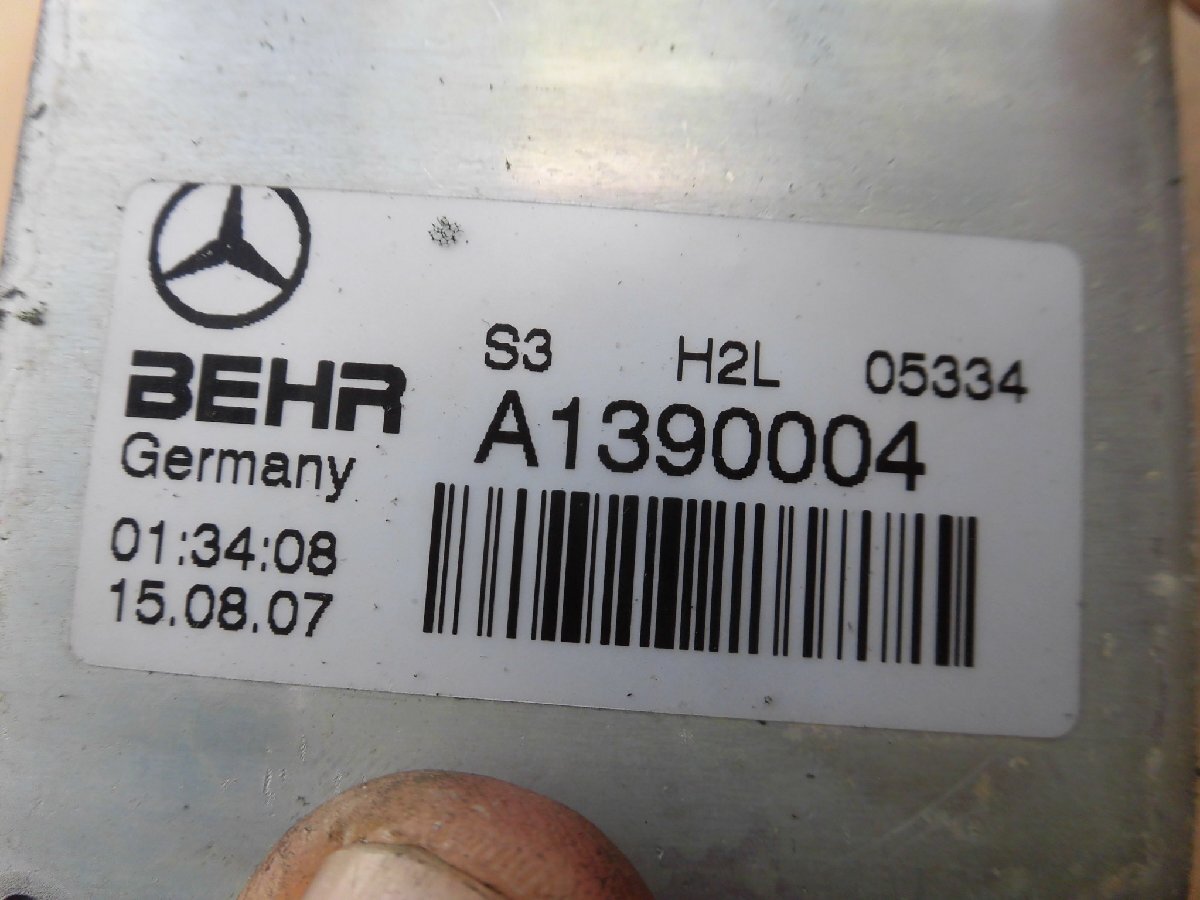 BEHR
Germany
01:34:08
15.08.07
S3 H2L 05334
A1390004